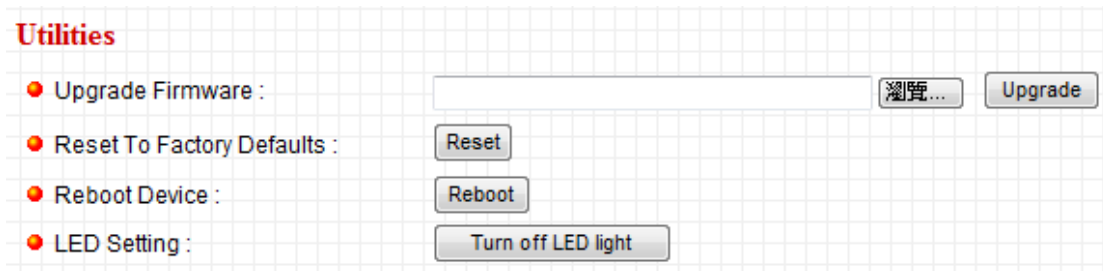 Utilities
Upgrade Firmware : 瀏覽... Upgrade
Reset To Factory Defaults : Reset
Reboot Device : Reboot
LED Setting : Turn off LED light